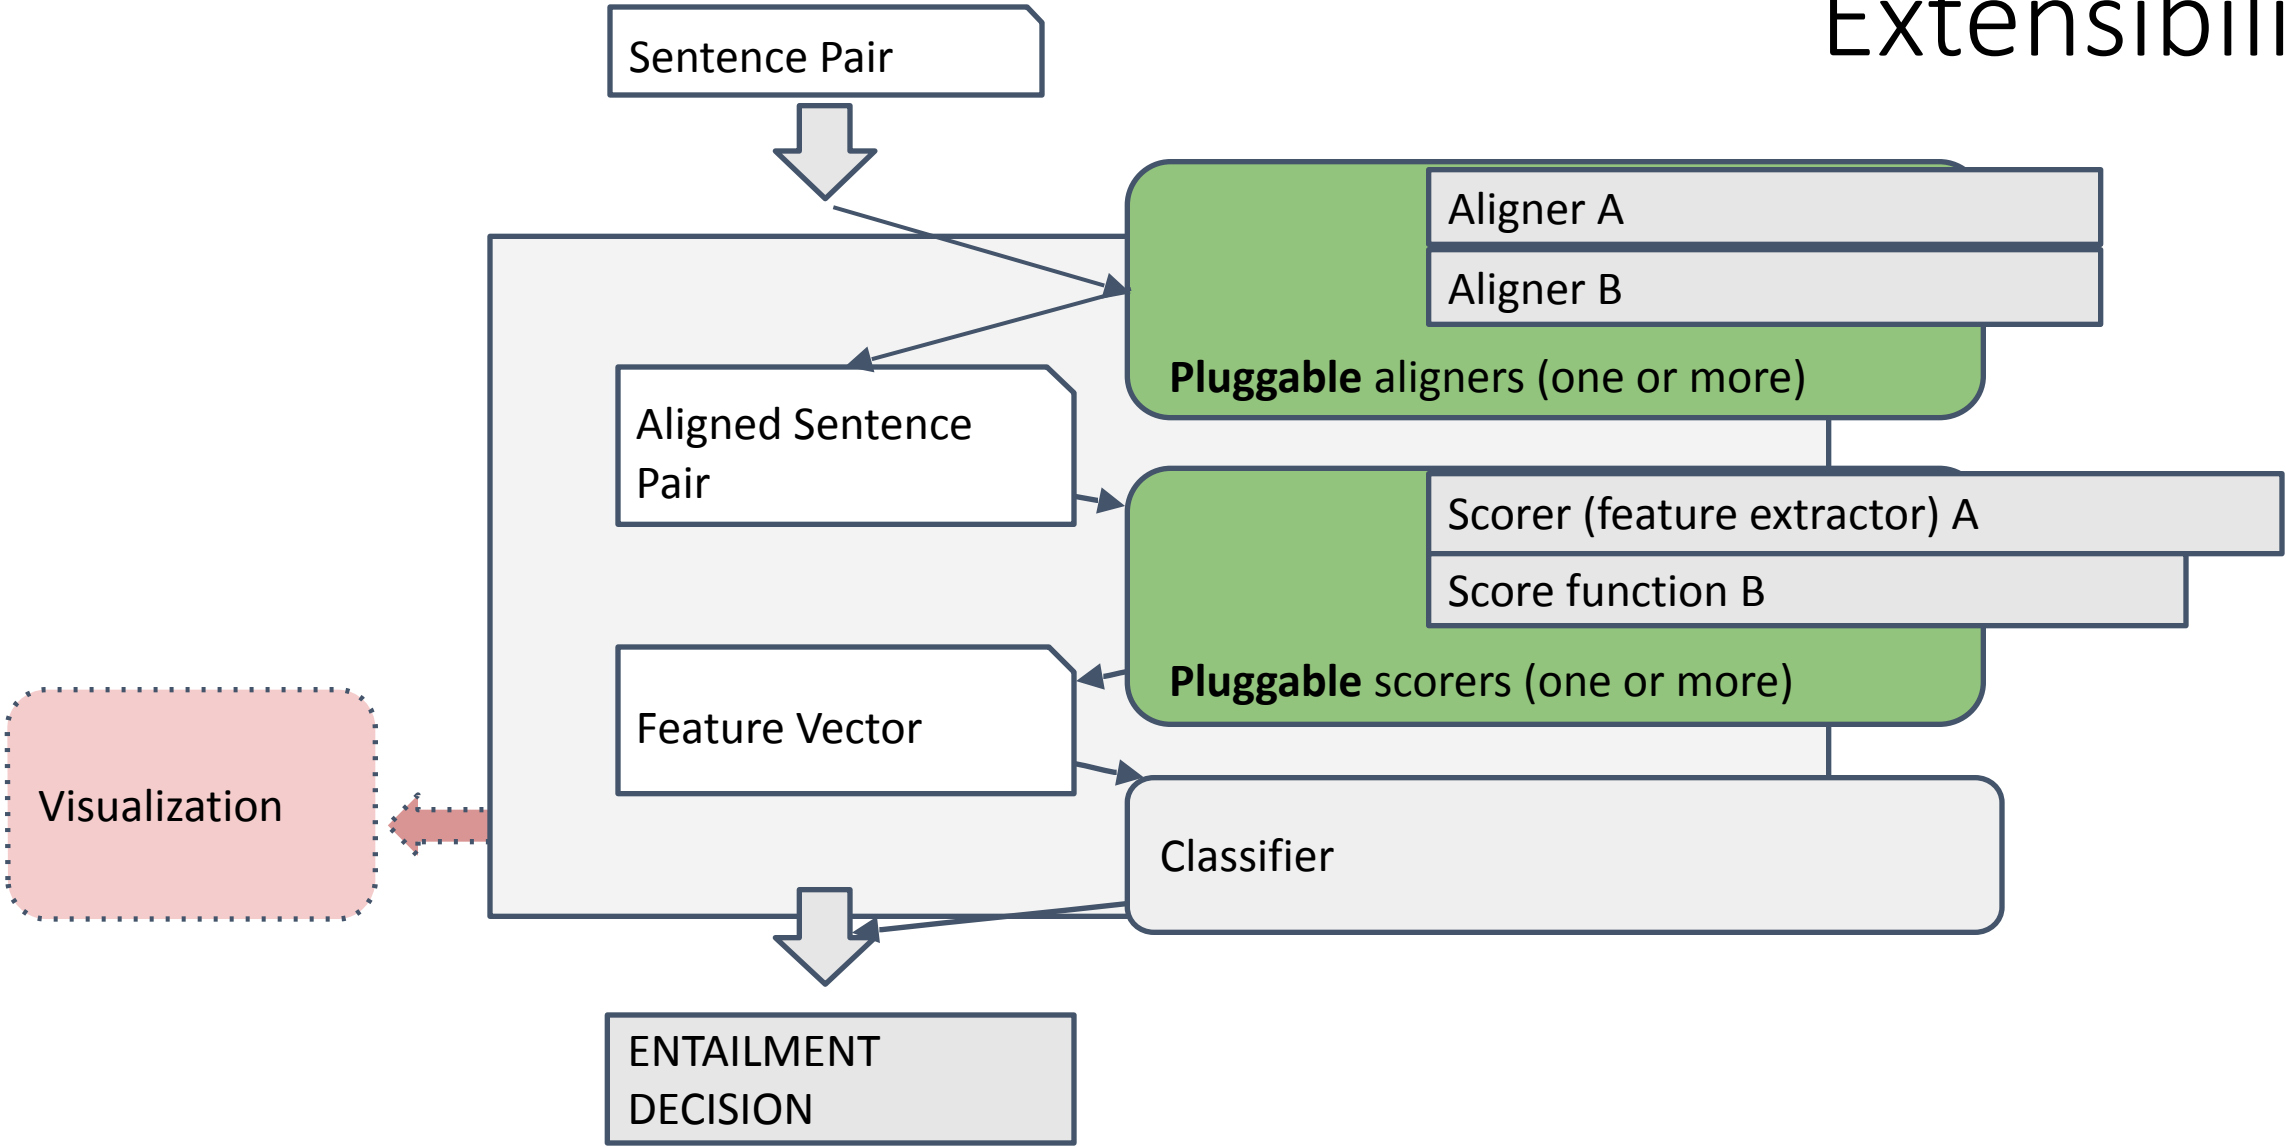 Extensibili
Sentence Pair
Aligner A
Aligner B
Pluggable aligners (one or more)
Aligned Sentence
Pair
Scorer (feature extractor) A
Score function B
Pluggable scorers (one or more)
Feature Vector
Visualization
Classifier
ENTAILMENT
DECISION